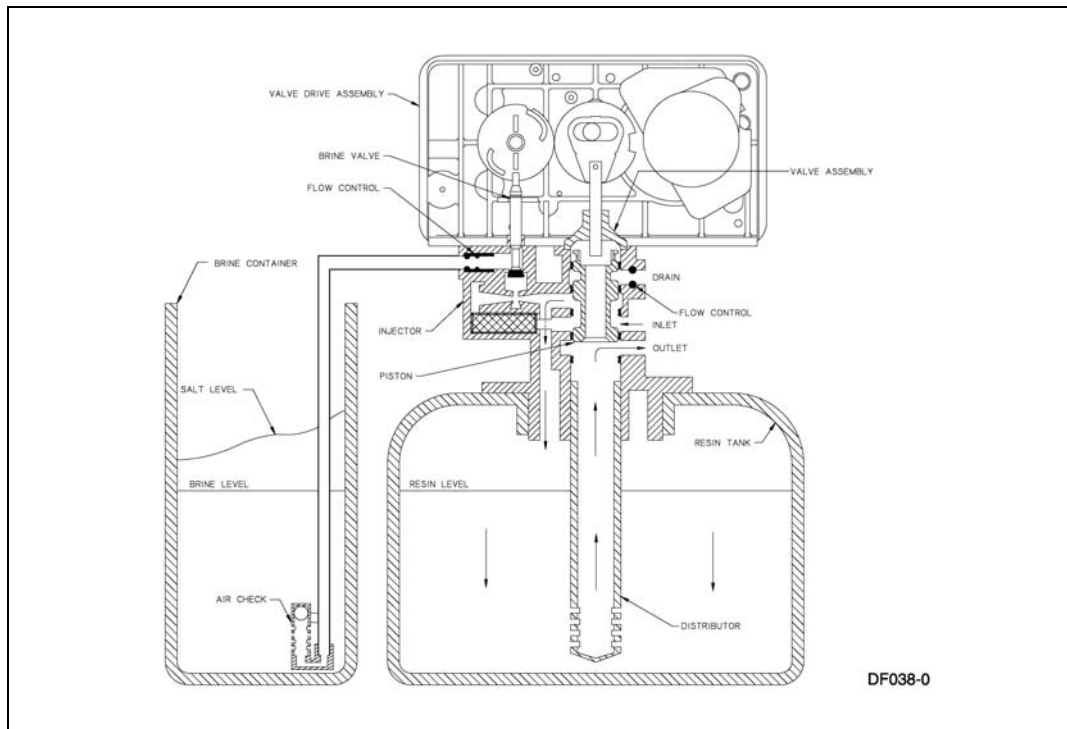 VALVE DRIVE ASSEMBLY
BRINE VALVE
VALVE ASSEMBLY
FLOW CONTROL
BRINE CONTAINER
DRAIN
FLOW CONTROL
INJECTOR
INLET
OUTLET
PISTON
SALT LEVEL
RESIN TANK
BRINE LEVEL
RESIN LEVEL
AIR CHECK
DISTRIBUTOR
DF038-0